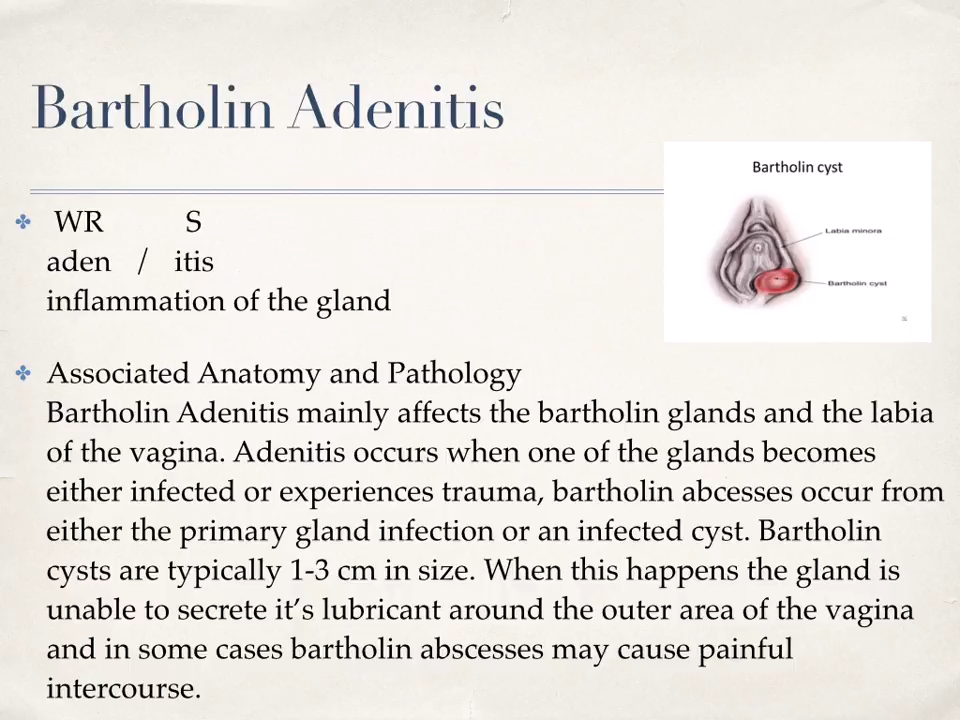 Bartholin Adenitis
Bartholin cyst
Labia minora
Bartholin cyst
WR S
aden / itis
inflammation of the gland
Associated Anatomy and Pathology
Bartholin Adenitis mainly affects the bartholin glands and the labia
of the vagina. Adenitis occurs when one of the glands becomes
either infected or experiences trauma, bartholin abcesses occur from
either the primary gland infection or an infected cyst. Bartholin
cysts are typically 1-3 cm in size. When this happens the gland is
unable to secrete it’s lubricant around the outer area of the vagina
and in some cases bartholin abscesses may cause painful
intercourse.